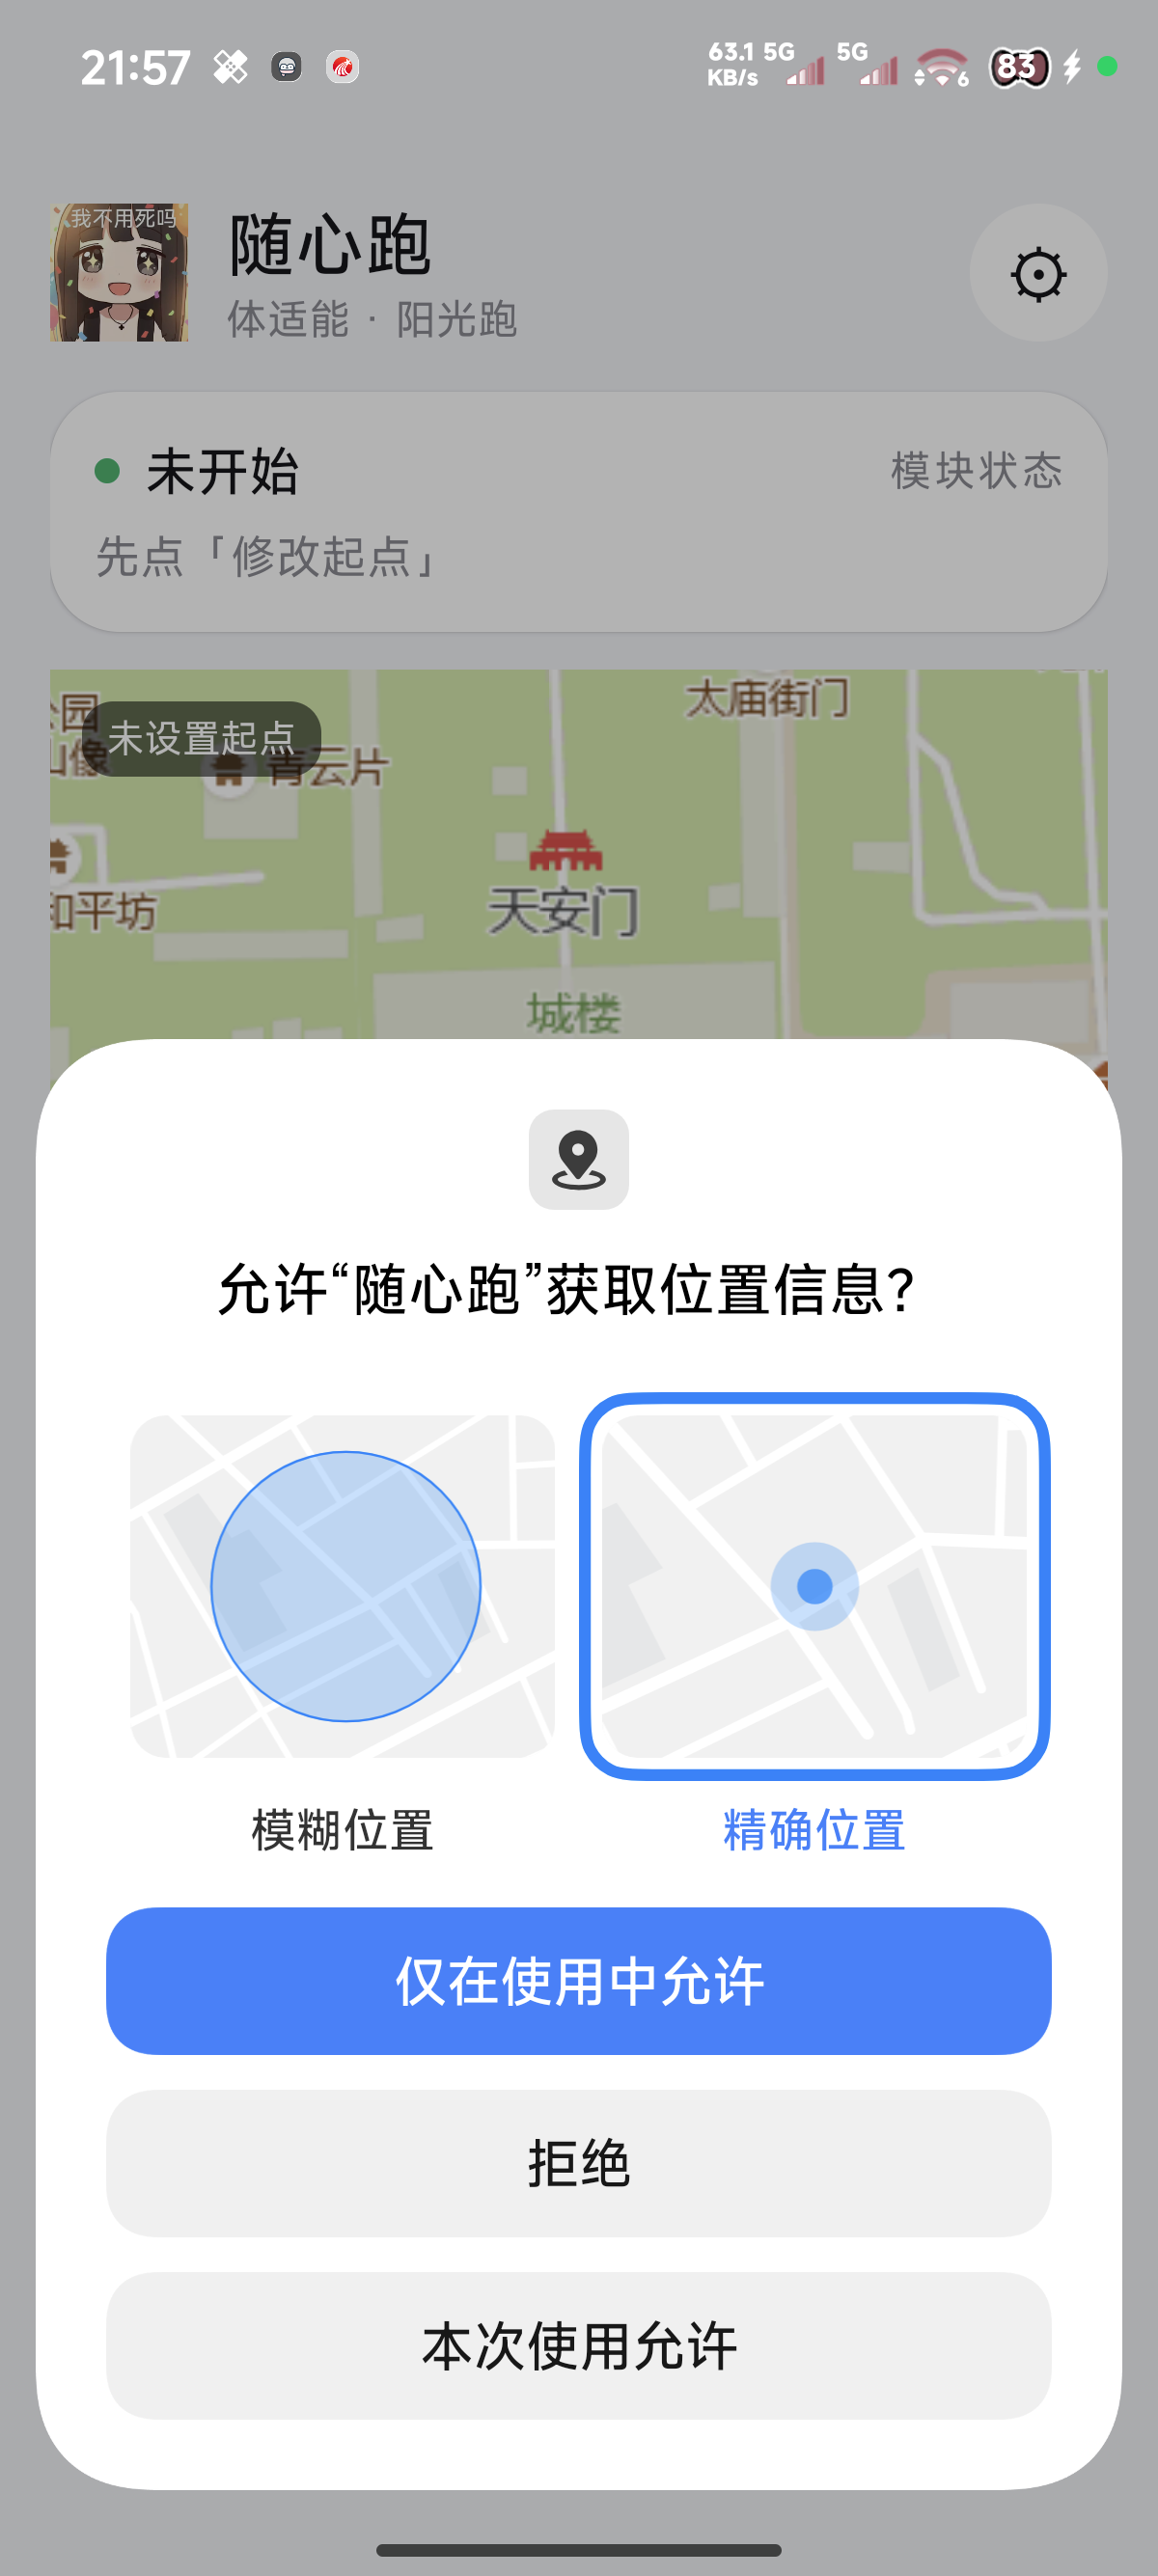 21:57
63.1 KB/s
5G
5G
6
83
我不用死吗
随心跑
体适能 · 阳光跑
未开始
模块状态
先点「修改起点」
未设置起点
太庙街门
公园
青云片
天安门
和平坊
城楼
允许“随心跑”获取位置信息?
模糊位置
精确位置
仅在使用中允许
拒绝
本次使用允许